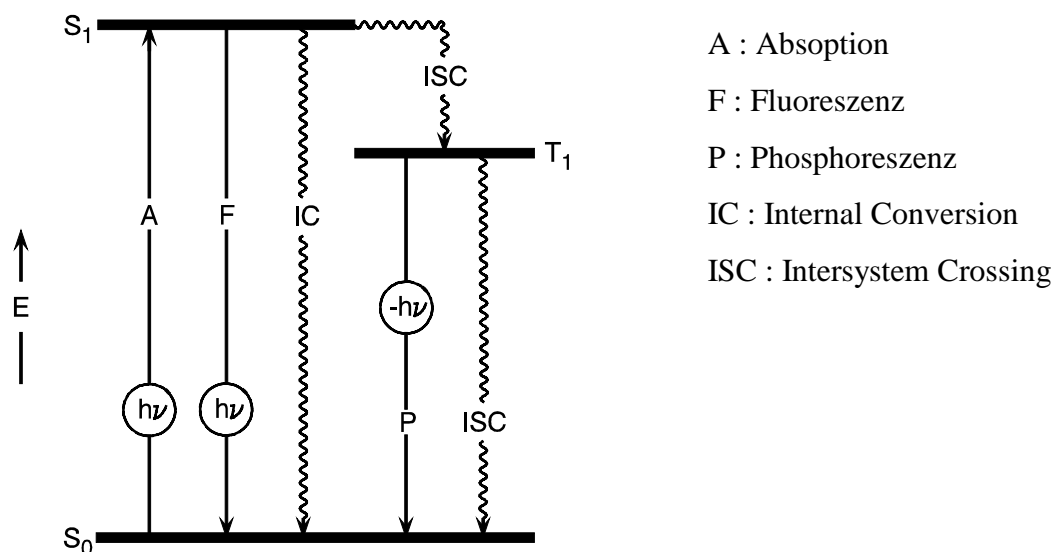 S1
ISC
T1
A
F
IC
E
-hν
hν
hν
P
ISC
S0
A : Absoption
F : Fluoreszenz
P : Phosphoreszenz
IC : Internal Conversion
ISC : Intersystem Crossing